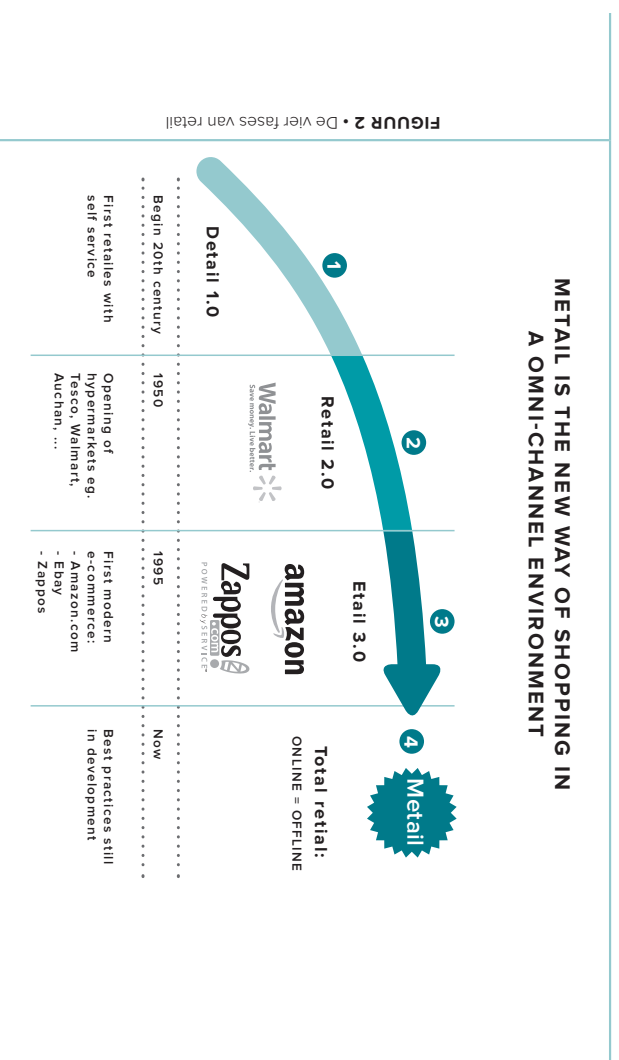 FIGUUR 2 • De vier fases van retail
METAIL IS THE NEW WAY OF SHOPPING IN
A OMNI-CHANNEL ENVIRONMENT
1
Detail 1.0
Begin 20th century
First retailes with
self service
2
Retail 2.0
Walmart
Save money. Live better.
1950
Opening of
hypermarkets eg.
Tesco, Walmart,
Auchan, ...
3
Etail 3.0
amazon
Zappos
.com
POWERED by SERVICE™
1995
First modern
e-commerce:
- Amazon.com
- Ebay
- Zappos
4
Metail
Total retial:
ONLINE = OFFLINE
Now
Best practices still
in development